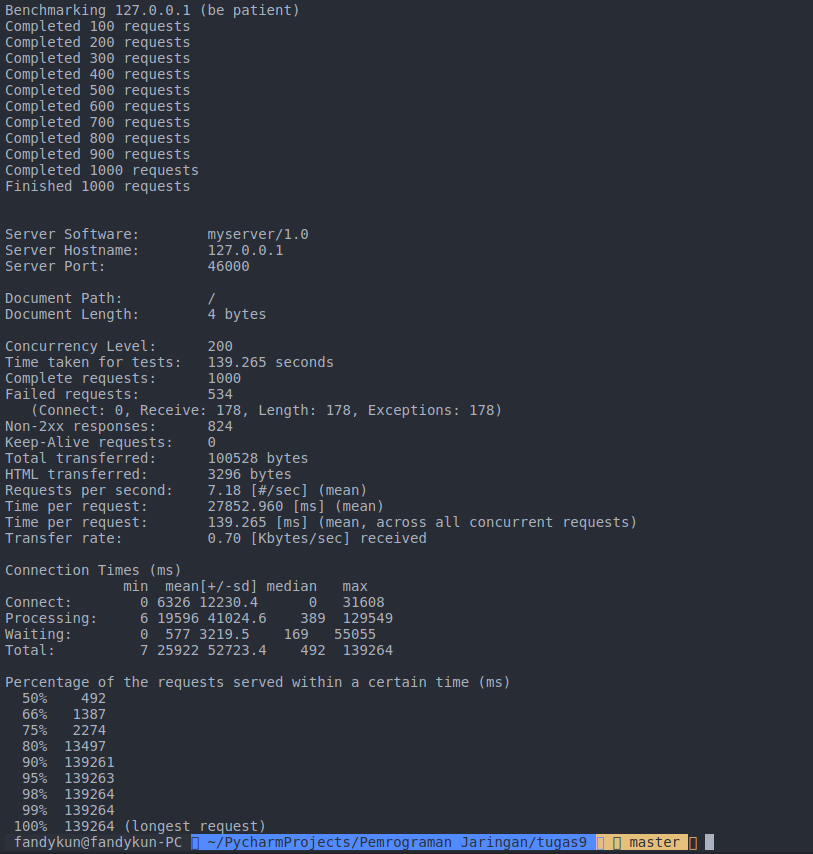 Benchmarking 127.0.0.1 (be patient)
Completed 100 requests
Completed 200 requests
Completed 300 requests
Completed 400 requests
Completed 500 requests
Completed 600 requests
Completed 700 requests
Completed 800 requests
Completed 900 requests
Completed 1000 requests
Finished 1000 requests
Server Software:        myserver/1.0
Server Hostname:        127.0.0.1
Server Port:            46000
Document Path:          /
Document Length:        4 bytes
Concurrency Level:      200
Time taken for tests:   139.265 seconds
Complete requests:      1000
Failed requests:        534
   (Connect: 0, Receive: 178, Length: 178, Exceptions: 178)
Non-2xx responses:      824
Keep-Alive requests:    0
Total transferred:      100528 bytes
HTML transferred:       3296 bytes
Requests per second:    7.18 [#/sec] (mean)
Time per request:       27852.960 [ms] (mean)
Time per request:       139.265 [ms] (mean, across all concurrent requests)
Transfer rate:          0.70 [Kbytes/sec] received
Connection Times (ms)
              min  mean[+/-sd] median   max
Connect:        0 6326 12230.4      0   31608
Processing:     6 19596 41024.6    389  129549
Waiting:        0  577 3219.5    169   55055
Total:          7 25922 52723.4    492  139264
Percentage of the requests served within a certain time (ms)
  50%    492
  66%   1387
  75%   2274
  80%  13497
  90%  139261
  95%  139263
  98%  139264
  99%  139264
 100%  139264 (longest request)
fandykun@fandykun-PC ~/PycharmProjects/Pemrograman Jaringan/tugas9 master